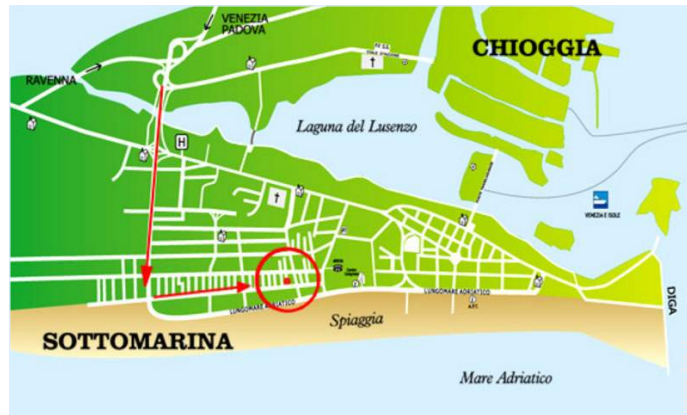 VENEZIA
PADOVA
CHIOGGIA
RAVENNA
Laguna del Lusenzo
H
VENEZIA E ISOLE
LUNGOMARE ADRIATICO
LUNGOMARE ADRIATICO
DIGA
Spiaggia
SOTTOMARINA
Mare Adriatico